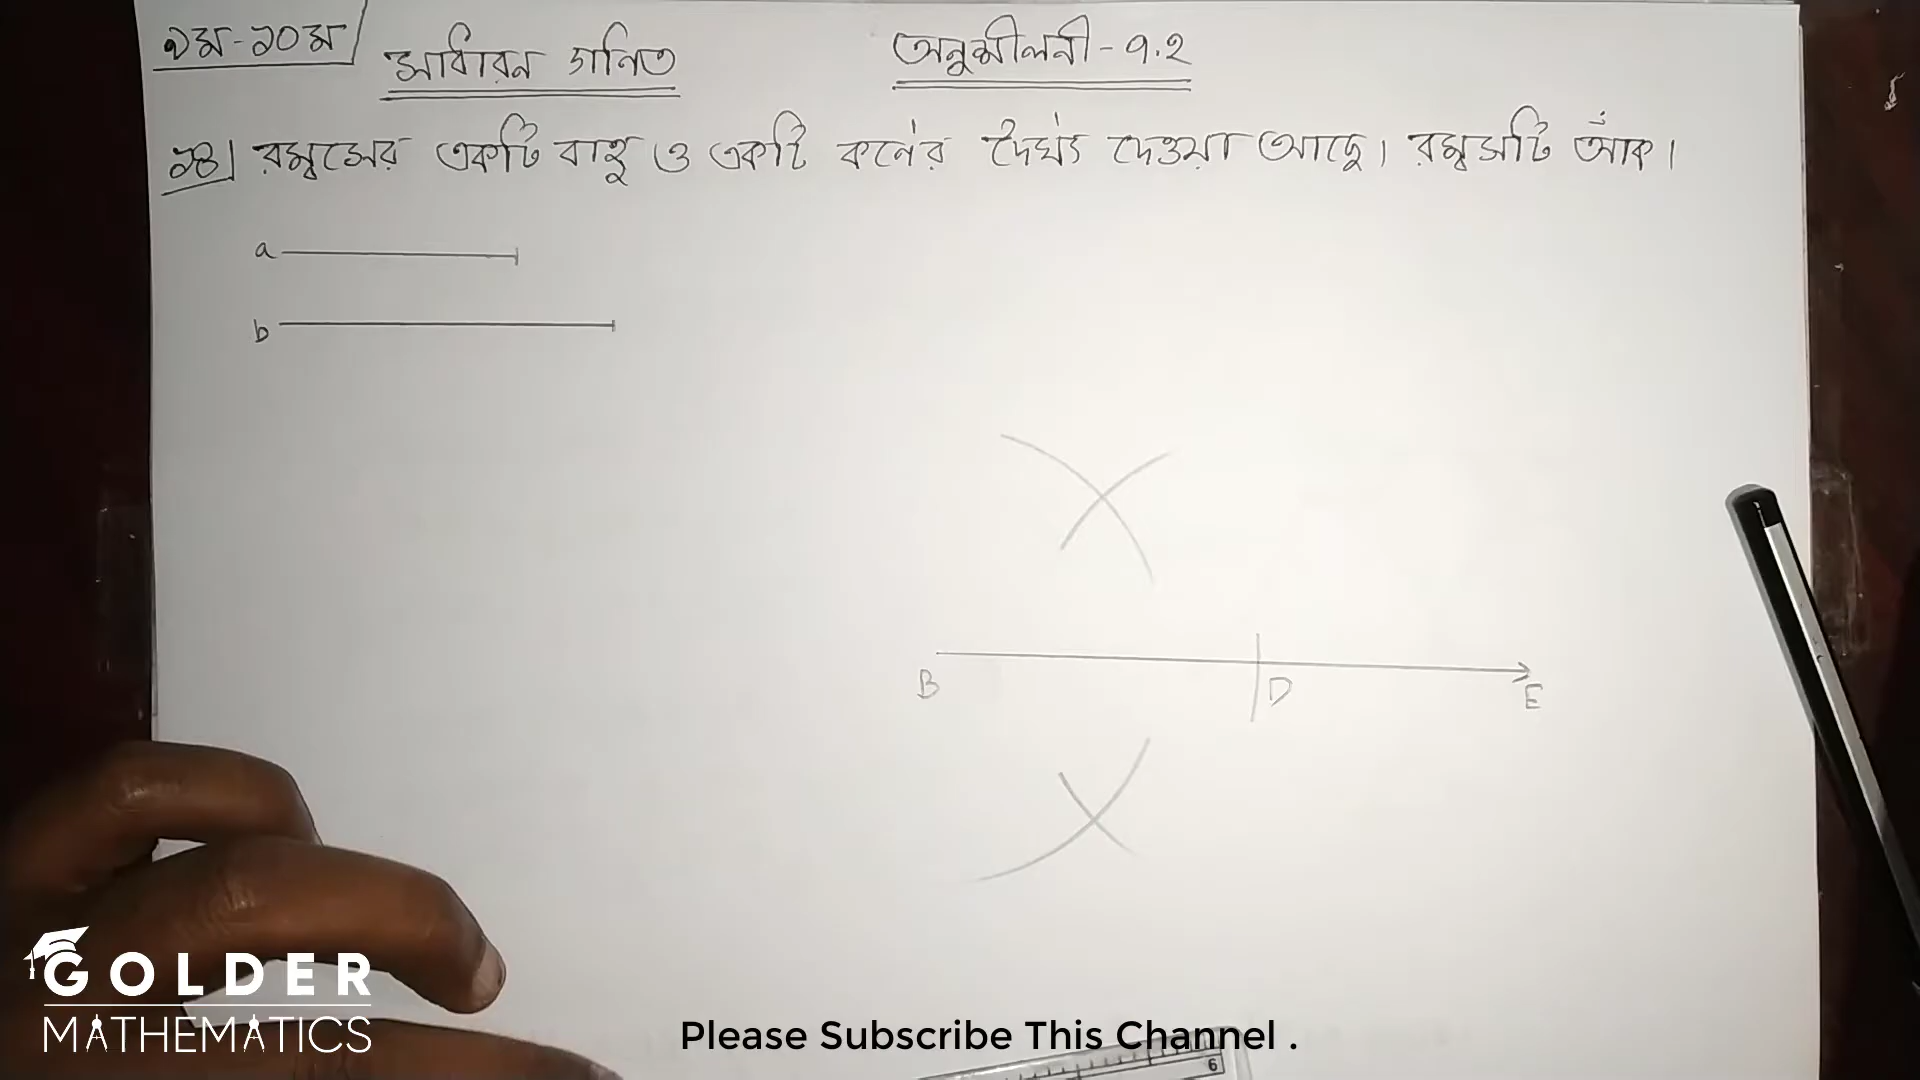 ৯ম-১০ম
সাধারন গনিত
অনুশীলনী-৭.২
১৪। রম্বসের একটি বাহু ও একটি কর্নের দৈর্ঘ্য দেওয়া আছে। রম্বসটি আঁক।
a
b
B
D
E
GOLDER
MATHEMATICS
Please Subscribe This Channel .
6